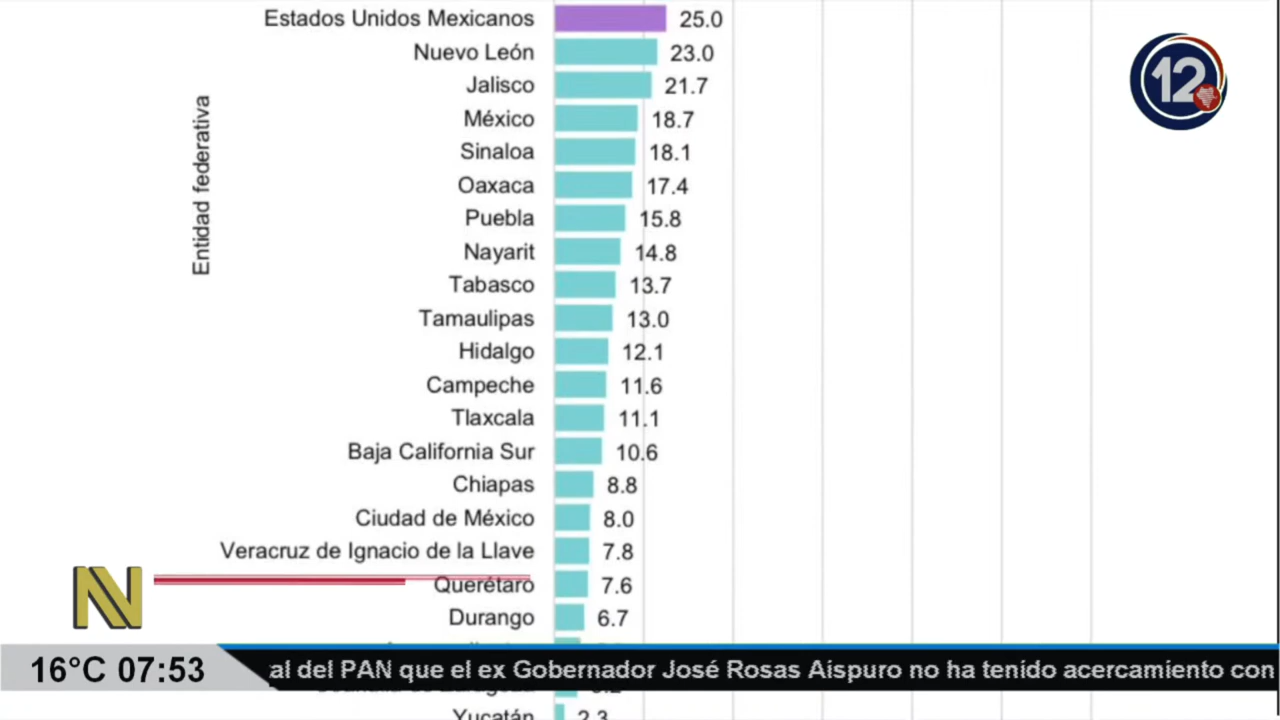 Estados Unidos Mexicanos 25.0
Nuevo León 23.0
Jalisco 21.7
México 18.7
Sinaloa 18.1
Oaxaca 17.4
Puebla 15.8
Nayarit 14.8
Tabasco 13.7
Tamaulipas 13.0
Hidalgo 12.1
Campeche 11.6
Tlaxcala 11.1
Baja California Sur 10.6
Chiapas 8.8
Ciudad de México 8.0
Veracruz de Ignacio de la Llave 7.8
Querétaro 7.6
Durango 6.7
Yucatán 2.3
Entidad federativa
12
N
16°C 07:53
al del PAN que el ex Gobernador José Rosas Aispuro no ha tenido acercamiento con